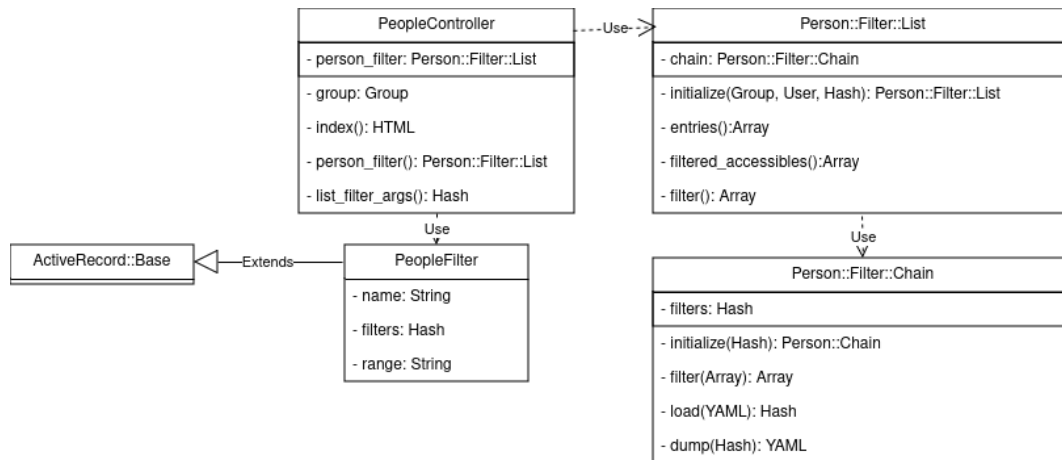 PeopleController
- person_filter: Person::Filter::List
- group: Group
- index(): HTML
- person_filter(): Person::Filter::List
- list_filter_args(): Hash
Use
Person::Filter::List
- chain: Person::Filter::Chain
- initialize(Group, User, Hash): Person::Filter::List
- entries():Array
- filtered_accessibles():Array
- filter(): Array
Use
Use
ActiveRecord::Base
Extends
PeopleFilter
- name: String
- filters: Hash
- range: String
Person::Filter::Chain
- filters: Hash
- initialize(Hash): Person::Chain
- filter(Array): Array
- load(YAML): Hash
- dump(Hash): YAML